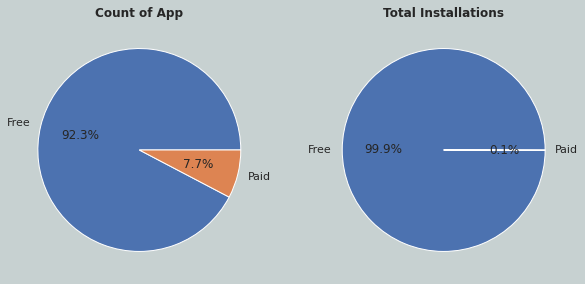 Count of App
Free
92.3%
7.7%
Paid
Total Installations
Free
99.9%
0.1%
Paid